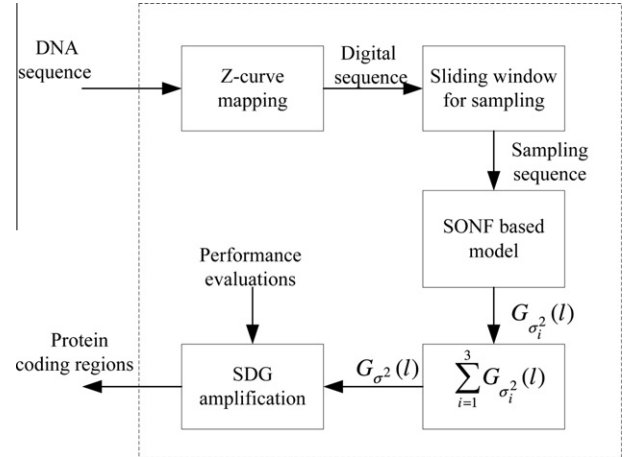 DNA
sequence
Z-curve
mapping
Digital
sequence
Sliding window
for sampling
Sampling
sequence
SONF based
model
G_{σ_i^2}(l)
\sum_{i=1}^{3} G_{σ_i^2}(l)
G_{σ^2}(l)
Performance
evaluations
SDG
amplification
Protein
coding regions